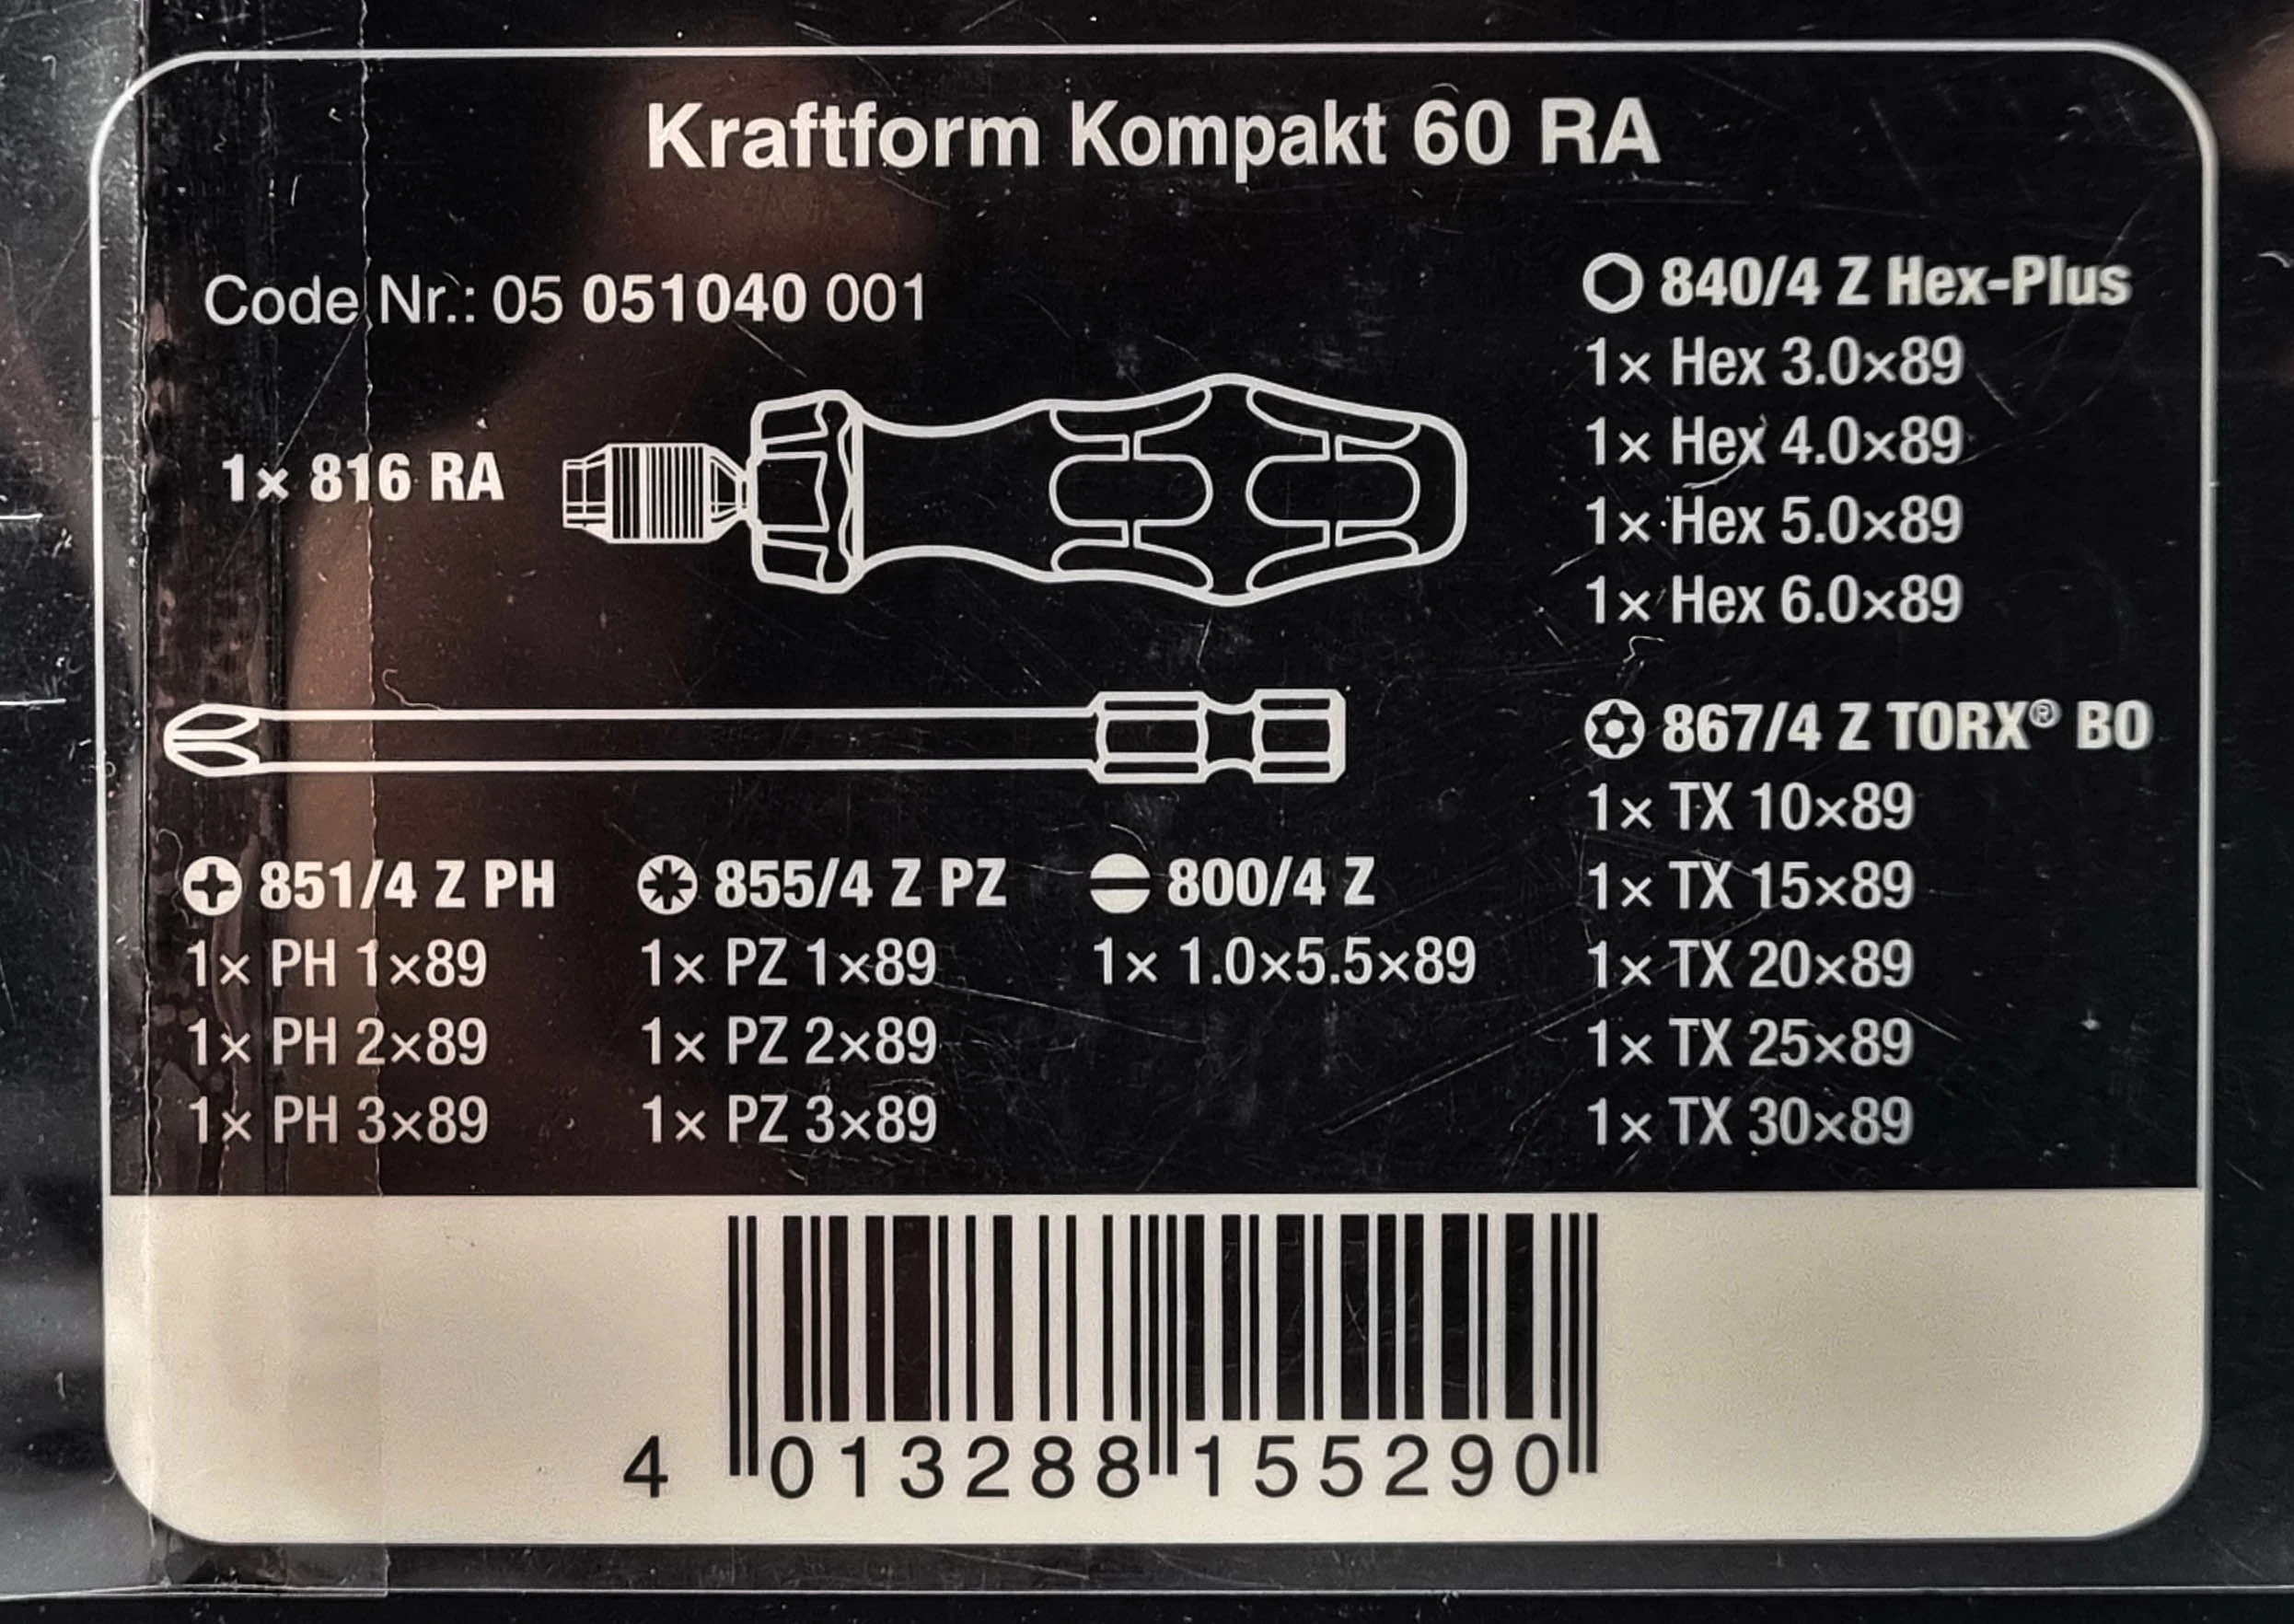 Kraftform Kompakt 60 RA
Code Nr.: 05 051040 001
1× 816 RA
840/4 Z Hex-Plus
1× Hex 3.0×89
1× Hex 4.0×89
1× Hex 5.0×89
1× Hex 6.0×89
851/4 Z PH
1× PH 1×89
1× PH 2×89
1× PH 3×89
855/4 Z PZ
1× PZ 1×89
1× PZ 2×89
1× PZ 3×89
800/4 Z
1× 1.0×5.5×89
867/4 Z TORX® BO
1× TX 10×89
1× TX 15×89
1× TX 20×89
1× TX 25×89
1× TX 30×89
4 013288 155290